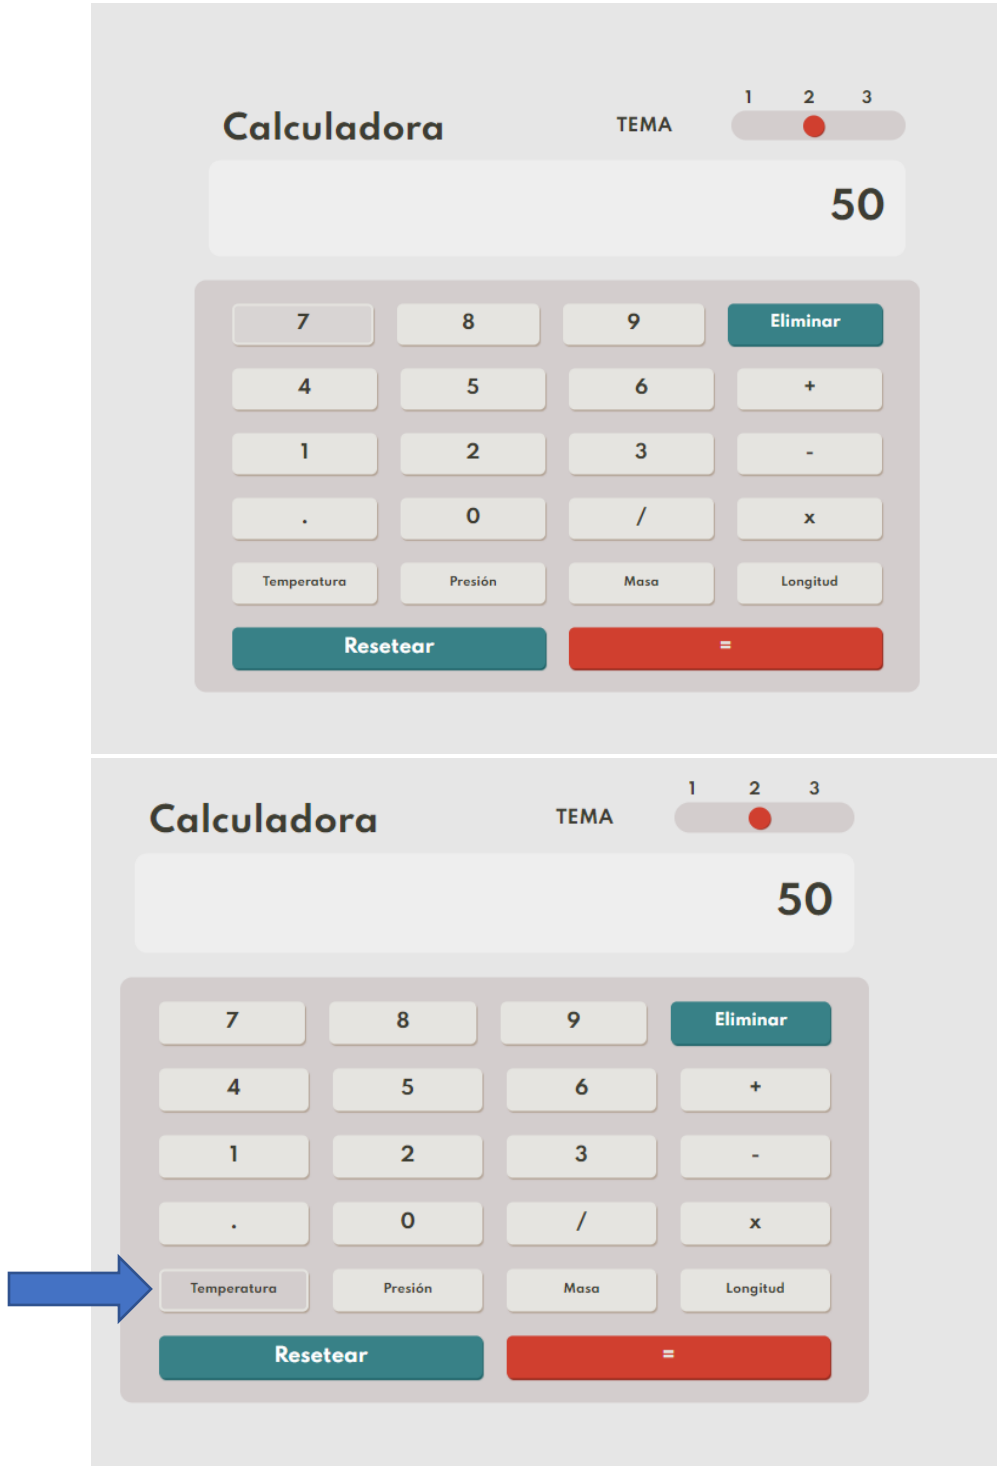 1 2 3
Calculadora TEMA
50
7 8 9 Eliminar
4 5 6 +
1 2 3 -
. 0 / x
Temperatura Presión Masa Longitud
Resetear =
1 2 3
Calculadora TEMA
50
7 8 9 Eliminar
4 5 6 +
1 2 3 -
. 0 / x
Temperatura Presión Masa Longitud
Resetear =